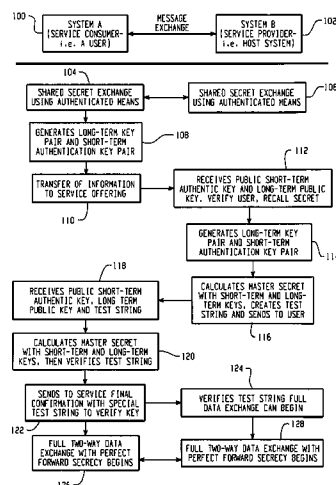 100
SYSTEM A
(SERVICE CONSUMER-
i.e. A USER)
MESSAGE
EXCHANGE
SYSTEM B
(SERVICE PROVIDER-
i.e. HOST SYSTEM)
102
104
SHARED SECRET EXCHANGE
USING AUTHENTICATED MEANS
SHARED SECRET EXCHANGE
USING AUTHENTICATED MEANS
106
GENERATES LONG-TERM KEY
PAIR AND SHORT-TERM
AUTHENTICATION KEY PAIR
108
TRANSFER OF INFORMATION
TO SERVICE OFFERING
110
112
RECEIVES PUBLIC SHORT-TERM
AUTHENTIC KEY AND LONG-TERM PUBLIC
KEY, VERIFY USER, RECALL SECRET
GENERATES LONG-TERM KEY
PAIR AND SHORT-TERM
AUTHENTICATION KEY PAIR
114
118
RECEIVES PUBLIC SHORT-TERM
AUTHENTIC KEY, LONG TERM
PUBLIC KEY AND TEST STRING
CALCULATES MASTER SECRET
WITH SHORT-TERM AND LONG-
TERM KEYS, CREATES TEST
STRING AND SENDS TO USER
116
CALCULATES MASTER SECRET
WITH SHORT-TERM AND LONG-TERM
KEYS, THEN VERIFIES TEST STRING
120
124
SENDS TO SERVICE FINAL
CONFIRMATION WITH SPECIAL
TEST STRING TO VERIFY KEY
122
VERIFIES TEST STRING FULL
DATA EXCHANGE CAN BEGIN
128
FULL TWO-WAY DATA
EXCHANGE WITH PERFECT
FORWARD SECRECY BEGINS
126
FULL TWO-WAY DATA EXCHANGE WITH
PERFECT FORWARD SECRECY BEGINS